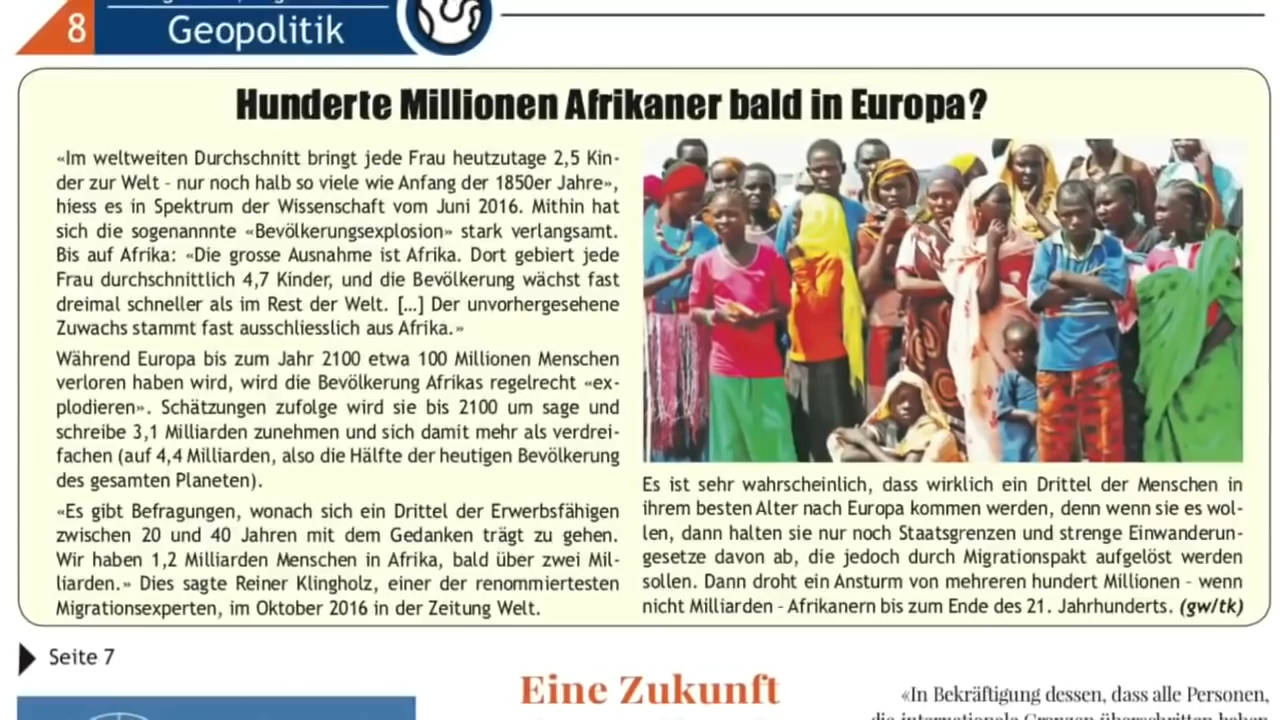 8
Geopolitik
Hunderte Millionen Afrikaner bald in Europa?
«Im weltweiten Durchschnitt bringt jede Frau heutzutage 2,5 Kin-
der zur Welt - nur noch halb so viele wie Anfang der 1850er Jahre»,
hiess es in Spektrum der Wissenschaft vom Juni 2016. Mithin hat
sich die sogenannnte «Bevölkerungsexplosion» stark verlangsamt.
Bis auf Afrika: «Die grosse Ausnahme ist Afrika. Dort gebiert jede
Frau durchschnittlich 4,7 Kinder, und die Bevölkerung wächst fast
dreimal schneller als im Rest der Welt. [...] Der unvorhergesehene
Zuwachs stammt fast ausschliesslich aus Afrika.»
Während Europa bis zum Jahr 2100 etwa 100 Millionen Menschen
verloren haben wird, wird die Bevölkerung Afrikas regelrecht «ex-
plodieren». Schätzungen zufolge wird sie bis 2100 um sage und
schreibe 3,1 Milliarden zunehmen und sich damit mehr als verdrei-
fachen (auf 4,4 Milliarden, also die Hälfte der heutigen Bevölkerung
des gesamten Planeten).
«Es gibt Befragungen, wonach sich ein Drittel der Erwerbsfähigen
zwischen 20 und 40 Jahren mit dem Gedanken trägt zu gehen.
Wir haben 1,2 Milliarden Menschen in Afrika, bald über zwei Mil-
liarden.» Dies sagte Reiner Klingholz, einer der renommiertesten
Migrationsexperten, im Oktober 2016 in der Zeitung Welt.
Es ist sehr wahrscheinlich, dass wirklich ein Drittel der Menschen in
ihrem besten Alter nach Europa kommen werden, denn wenn sie es wol-
len, dann halten sie nur noch Staatsgrenzen und strenge Einwanderun-
gesetze davon ab, die jedoch durch Migrationspakt aufgelöst werden
sollen. Dann droht ein Ansturm von mehreren hundert Millionen - wenn
nicht Milliarden - Afrikanern bis zum Ende des 21. Jahrhunderts. (gw/tk)
Seite 7
Eine Zukunft
«In Bekräftigung dessen, dass alle Personen,
die internationale Grenzen überschritten haben